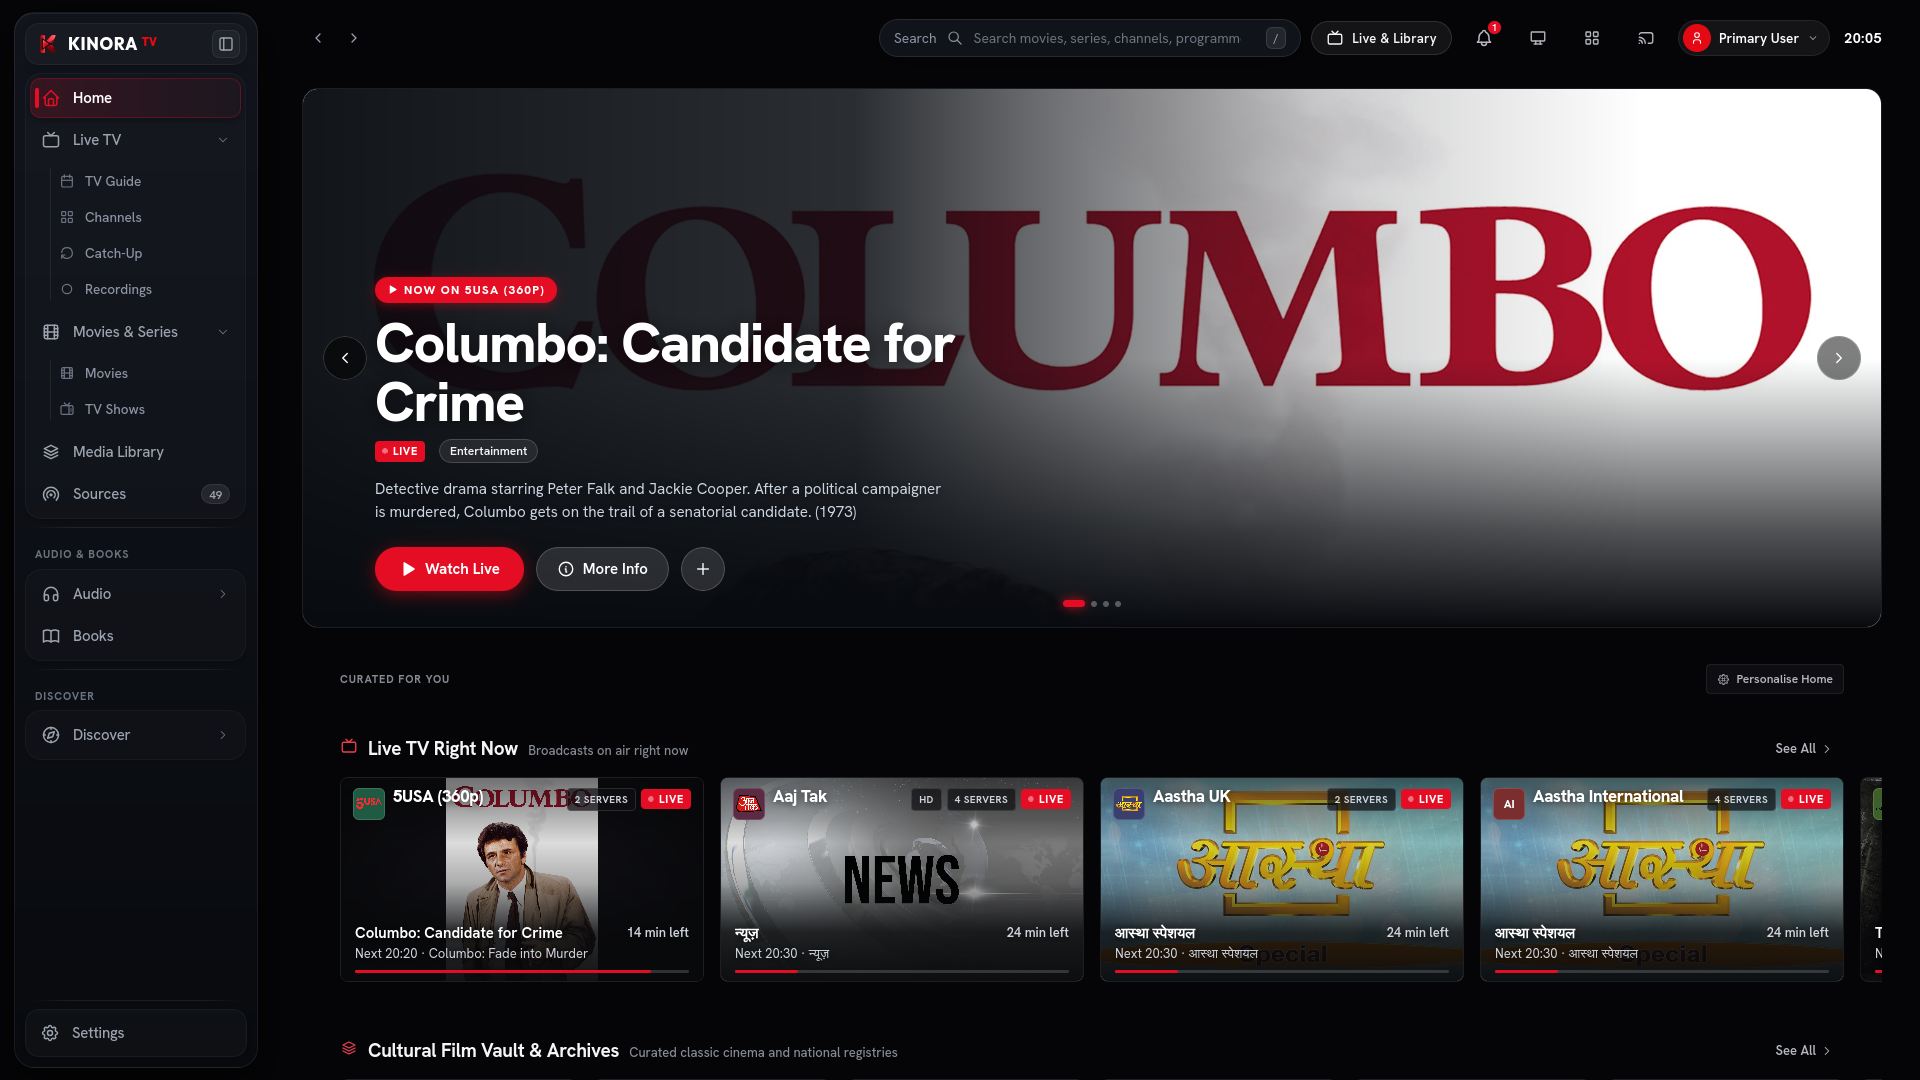 KINORA TV
Home
Live TV
TV Guide
Channels
Catch-Up
Recordings
Movies & Series
Movies
TV Shows
Media Library
Sources 49
AUDIO & BOOKS
Audio
Books
DISCOVER
Discover
Settings
Search Search movies, series, channels, programm /
Live & Library
1
Primary User
20:05
COLUMBO
NOW ON 5USA (360P)
Columbo: Candidate for
Crime
LIVE Entertainment
Detective drama starring Peter Falk and Jackie Cooper. After a political campaigner
is murdered, Columbo gets on the trail of a senatorial candidate. (1973)
Watch Live More Info
CURATED FOR YOU Personalise Home
Live TV Right Now Broadcasts on air right now See All
5USA 5USA (360p) 2 SERVERS LIVE
COLUMBO
Columbo: Candidate for Crime 14 min left
Next 20:20 · Columbo: Fade into Murder
Aaj Tak HD 4 SERVERS LIVE
NEWS
न्यूज़ 24 min left
Next 20:30 · न्यूज़
आस्था Aastha UK 2 SERVERS LIVE
आस्था
आस्था स्पेशयल 24 min left
Next 20:30 · आस्था स्पेशयल
Special
AI Aastha International 4 SERVERS LIVE
आस्था
आस्था स्पेशयल 24 min left
Next 20:30 · आस्था स्पेशयल
Special
Cultural Film Vault & Archives Curated classic cinema and national registries See All